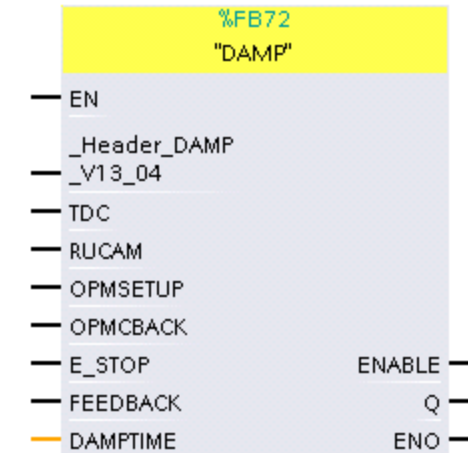 %FB72
"DAMP"
EN
_Header_DAMP
_V13_04
TDC
RUCAM
OPMSETUP
OPMCBACK
E_STOP ENABLE
FEEDBACK Q
DAMPTIME ENO